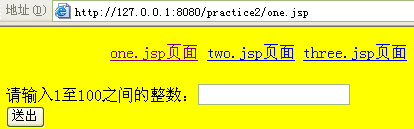 地址(D) http://127.0.0.1:8080/practice2/one.jsp
one.jsp页面 two.jsp页面 three.jsp页面
请输入1至100之间的整数：
送出